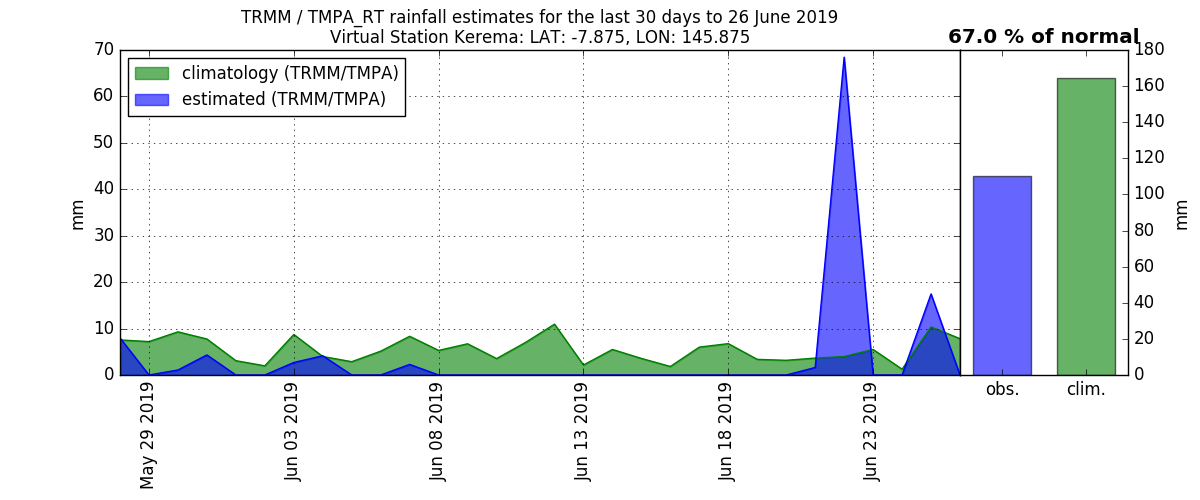 TRMM / TMPA_RT rainfall estimates for the last 30 days to 26 June 2019
Virtual Station Kerema: LAT: -7.875, LON: 145.875
67.0 % of normal
climatology (TRMM/TMPA)
estimated (TRMM/TMPA)
mm
70
60
50
40
30
20
10
0
May 29 2019
Jun 03 2019
Jun 08 2019
Jun 13 2019
Jun 18 2019
Jun 23 2019
obs.
clim.
180
160
140
120
100
80
60
40
20
0
mm